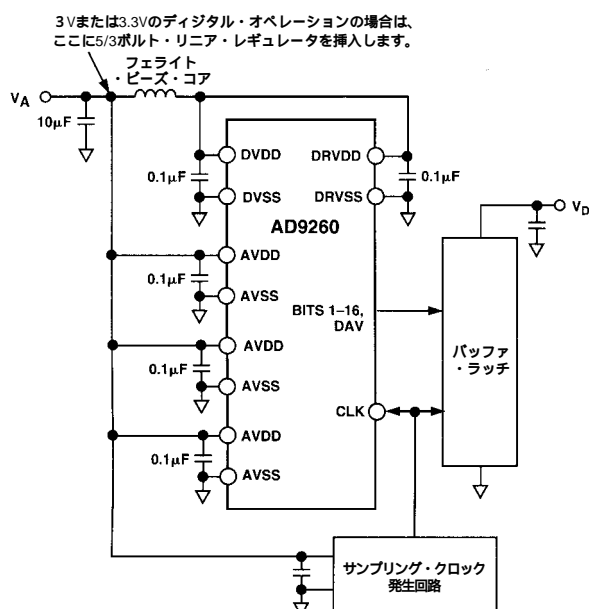 3Vまたは3.3Vのディジタル・オペレーションの場合は、
ここに5/3ボルト・リニア・レギュレータを挿入します。
フェライト
・ビーズ・コア
VA
10μF
DVDD
DRVDD
0.1μF
0.1μF
DVSS
DRVSS
VD
AD9260
AVDD
0.1μF
AVSS
BITS 1–16,
DAV
AVDD
0.1μF
AVSS
バッファ
・ラッチ
CLK
AVDD
0.1μF
AVSS
サンプリング・クロック
発生回路